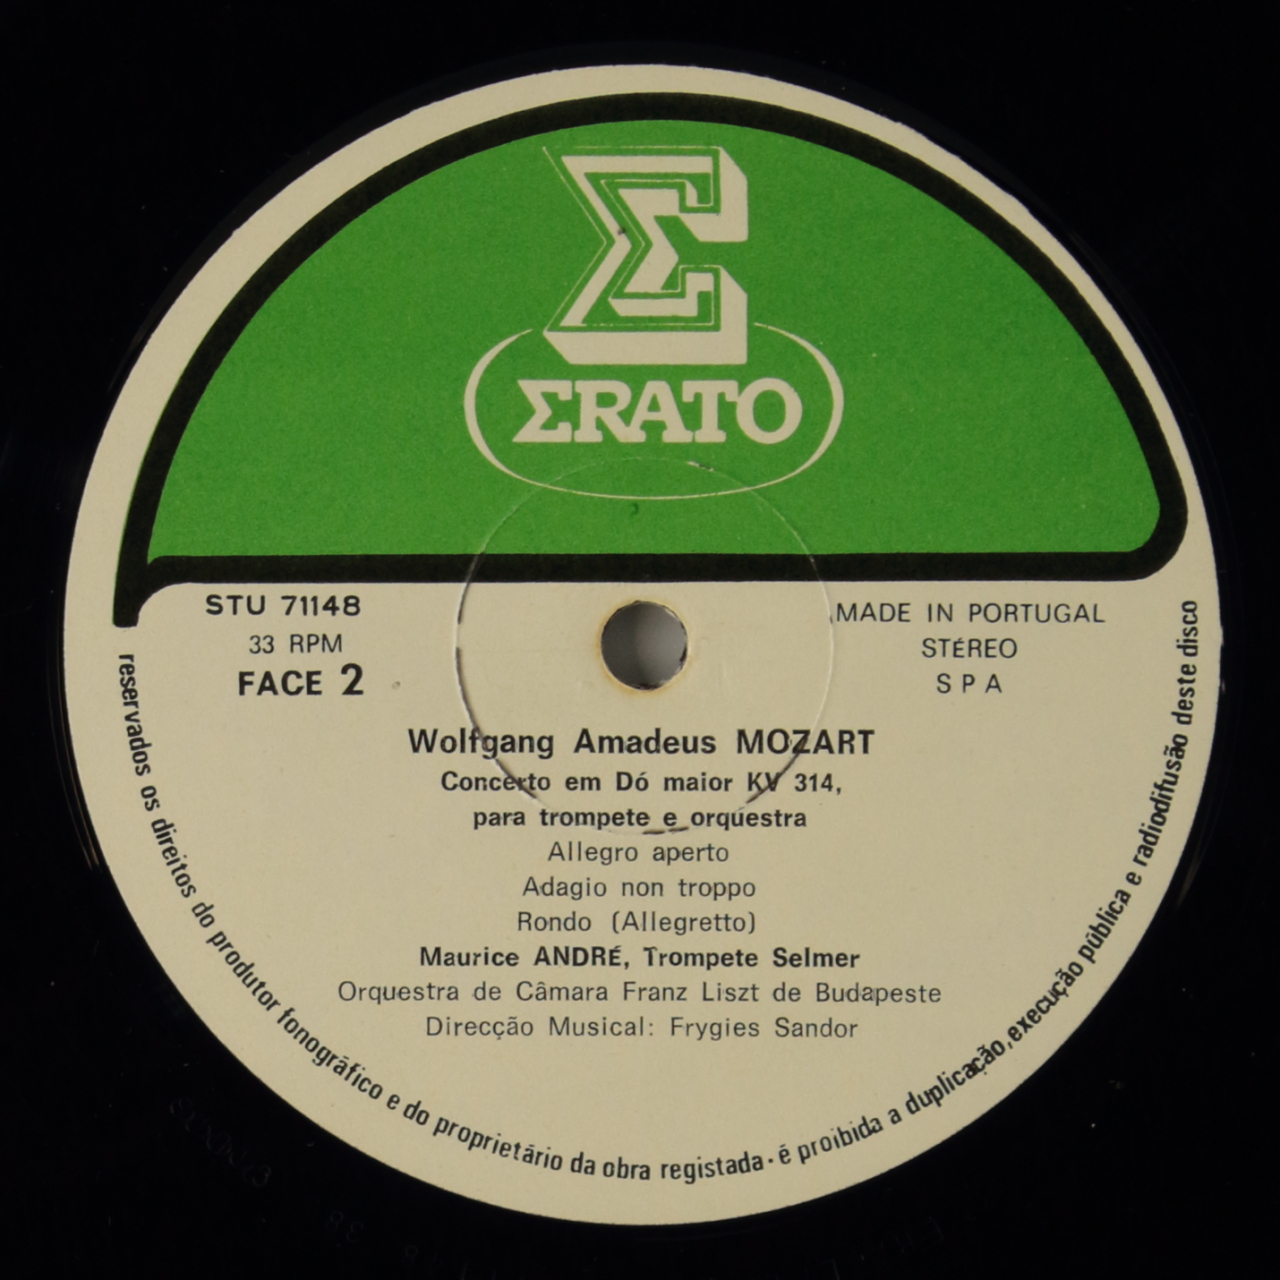 ΣRATO
STU 71148
33 RPM
FACE 2
MADE IN PORTUGAL
STÉREO
SPA
Wolfgang Amadeus MOZART
Concerto em Dó maior KV 314,
para trompete e orquestra
Allegro aperto
Adagio non troppo
Rondo (Allegretto)
Maurice ANDRÉ, Trompete Selmer
Orquestra de Câmara Franz Liszt de Budapeste
Direcção Musical: Frygies Sandor
reservados os direitos do produtor fonográfico e do proprietário da obra registada · é proibida a duplicação, execução pública e radiodifusão deste disco